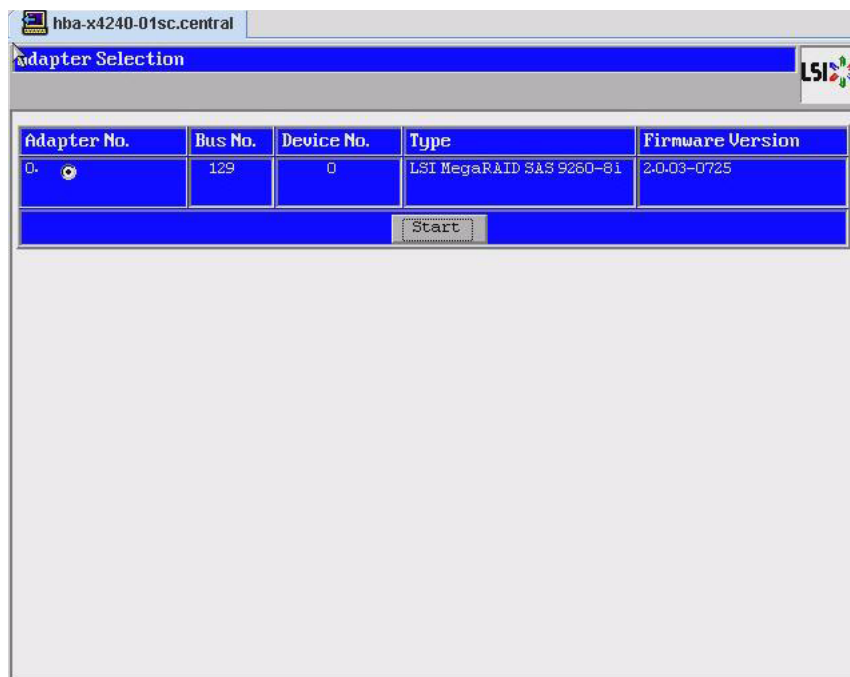 hba-x4240-01sc.central
Adapter Selection
LSI
Adapter No. Bus No. Device No. Type Firmware Version
0. 129 0 LSI MegaRAID SAS 9260-8i 2.0.03-0725
Start